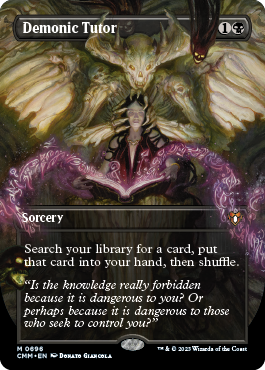 Demonic Tutor 1
Sorcery
Search your library for a card, put
that card into your hand, then shuffle.
“Is the knowledge really forbidden
because it is dangerous to you? Or
perhaps because it is dangerous to those
who seek to control you?”
M 0696
CMM • EN Donato Giancola
™ & © 2023 Wizards of the Coast